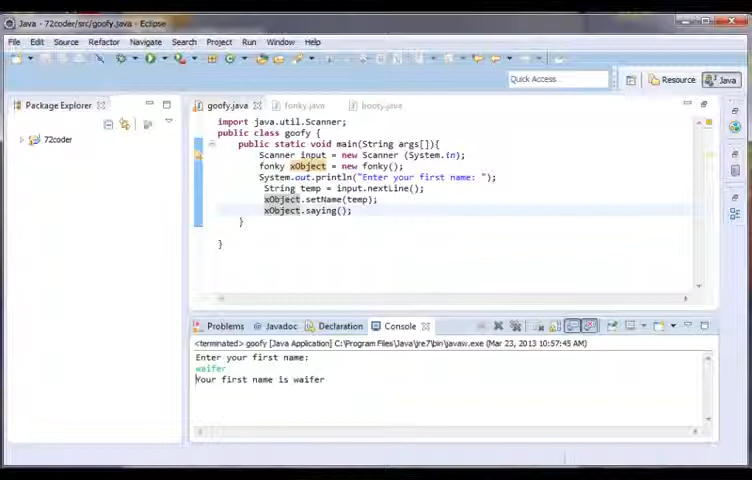 Java - 72coder/src/goofy.java - Eclipse
File Edit Source Refactor Navigate Search Project Run Window Help
Quick Access
Resource
Java
Package Explorer
72coder
goofy.java
fonky.java
booty.java
import java.util.Scanner;
public class goofy {
public static void main(String args[]){
Scanner input = new Scanner (System.in);
fonky xObject = new fonky();
System.out.println("Enter your first name: ");
String temp = input.nextLine();
xObject.setName(temp);
xObject.saying();
}
}
Problems @ Javadoc Declaration Console
<terminated> goofy [Java Application] C:\Program Files\Java\jre7\bin\javaw.exe (Mar 23, 2013 10:57:45 AM)
Enter your first name:
waifer
Your first name is waifer